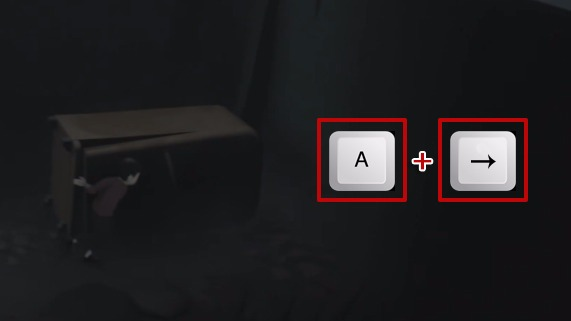 A + →